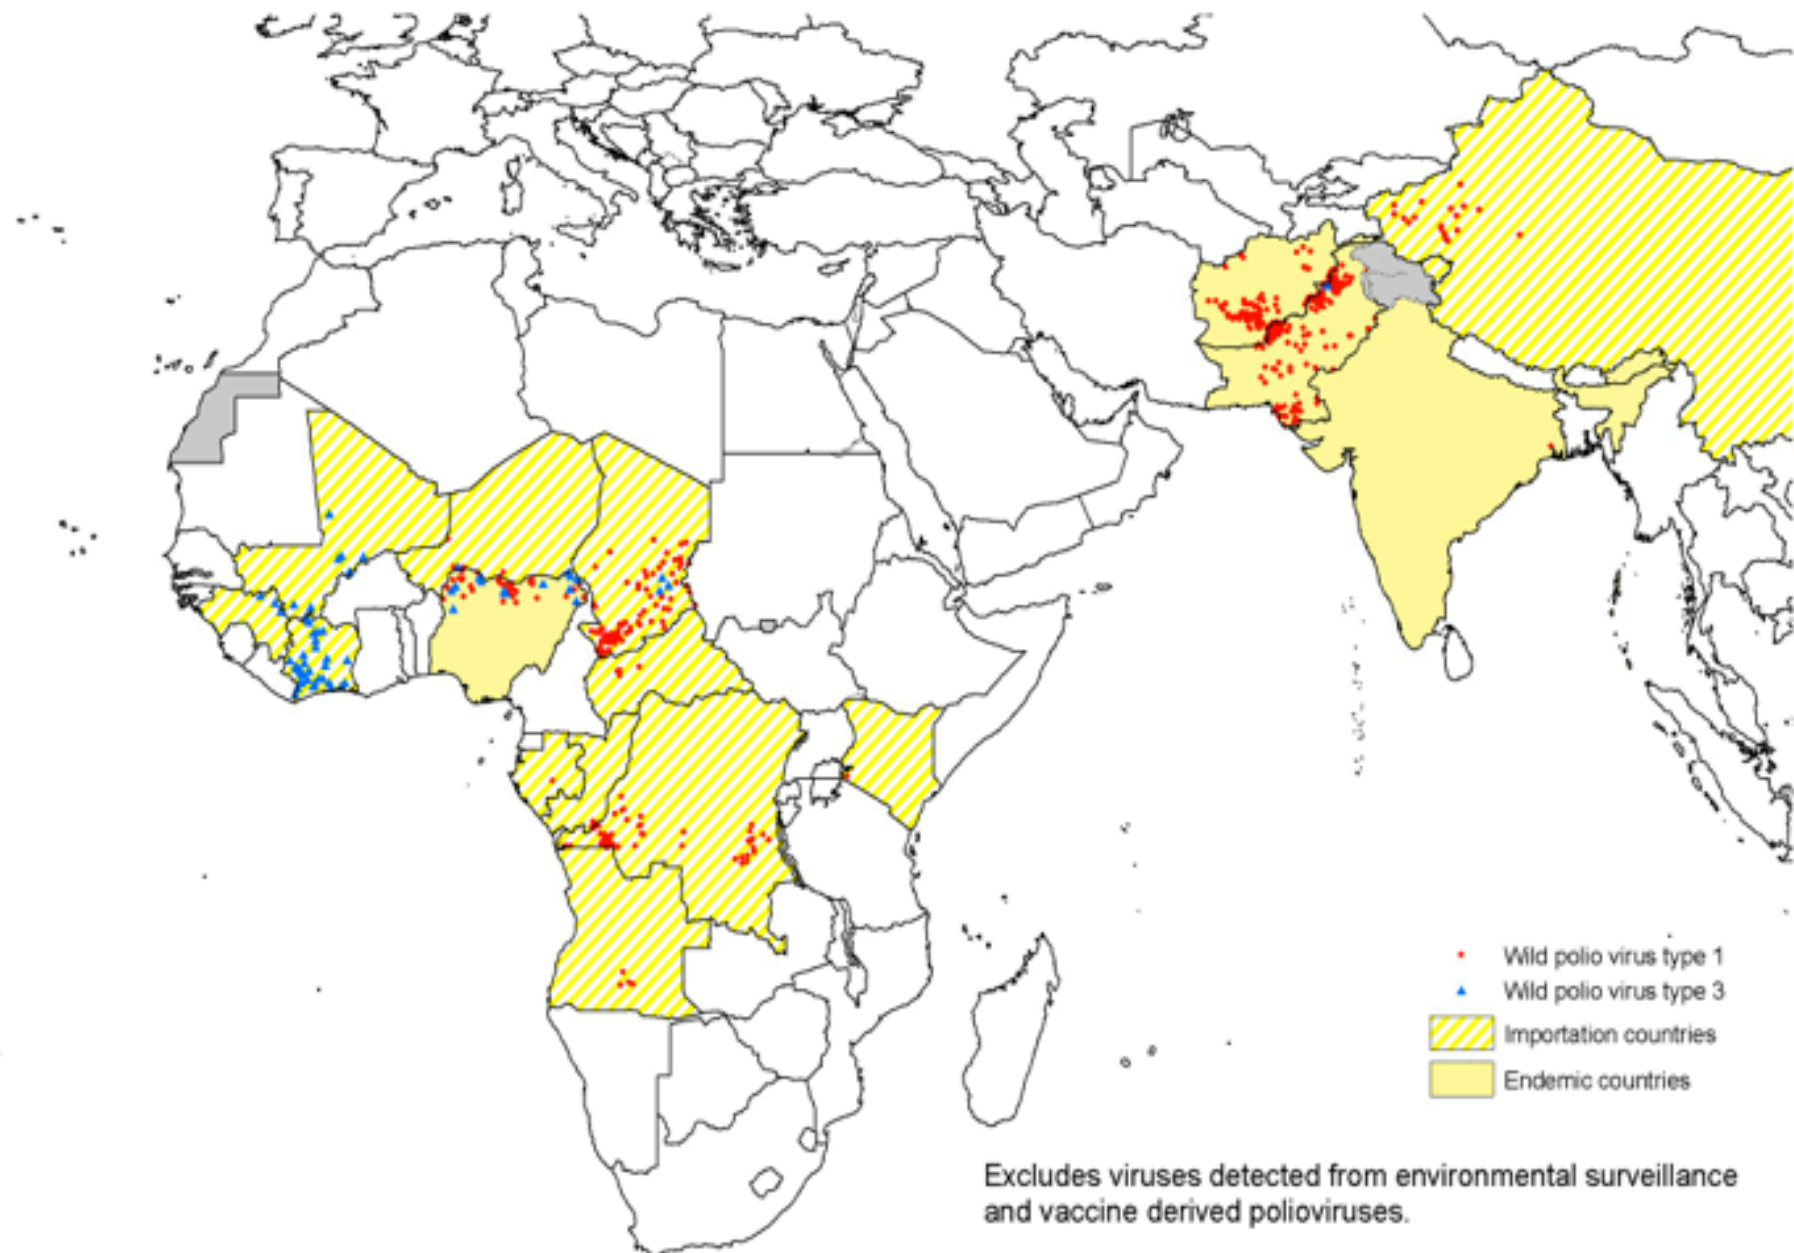 Wild polio virus type 1
Wild polio virus type 3
Importation countries
Endemic countries
Excludes viruses detected from environmental surveillance
and vaccine derived polioviruses.